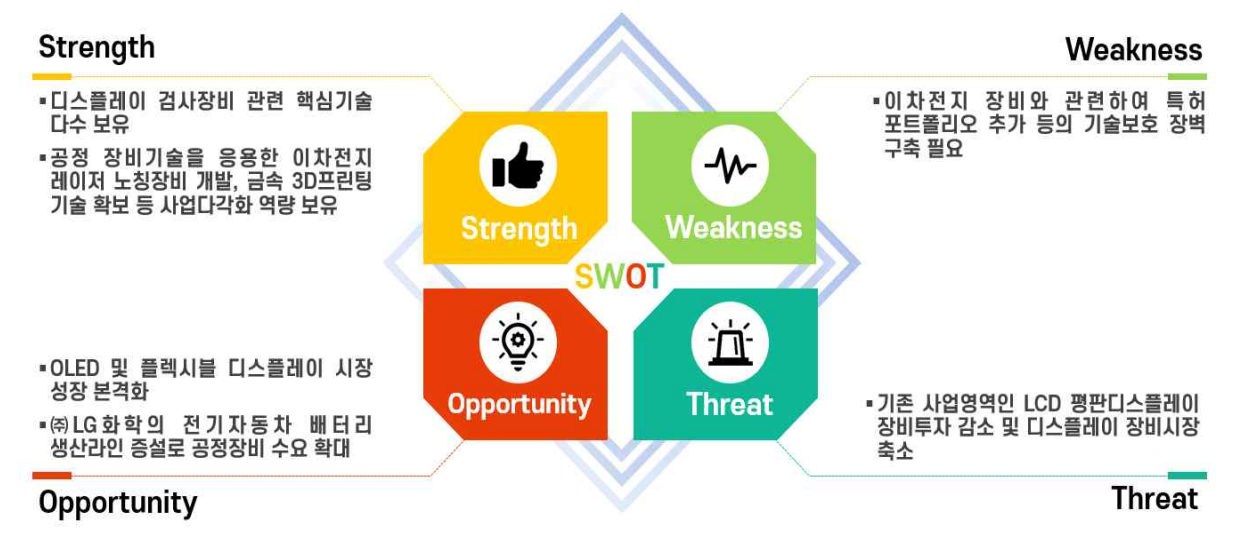 Strength
▪디스플레이 검사장비 관련 핵심기술
다수 보유
▪공정 장비기술을 응용한 이차전지
레이저 노칭장비 개발, 금속 3D프린팅
기술 확보 등 사업다각화 역량 보유
Weakness
▪이차전지 장비와 관련하여 특허
포트폴리오 추가 등의 기술보호 장벽
구축 필요
Strength
Weakness
SWOT
Opportunity
Threat
▪OLED 및 플렉시블 디스플레이 시장
성장 본격화
▪㈜LG화학의 전기자동차 배터리
생산라인 증설로 공정장비 수요 확대
Opportunity
▪기존 사업영역인 LCD 평판디스플레이
장비투자 감소 및 디스플레이 장비시장
축소
Threat